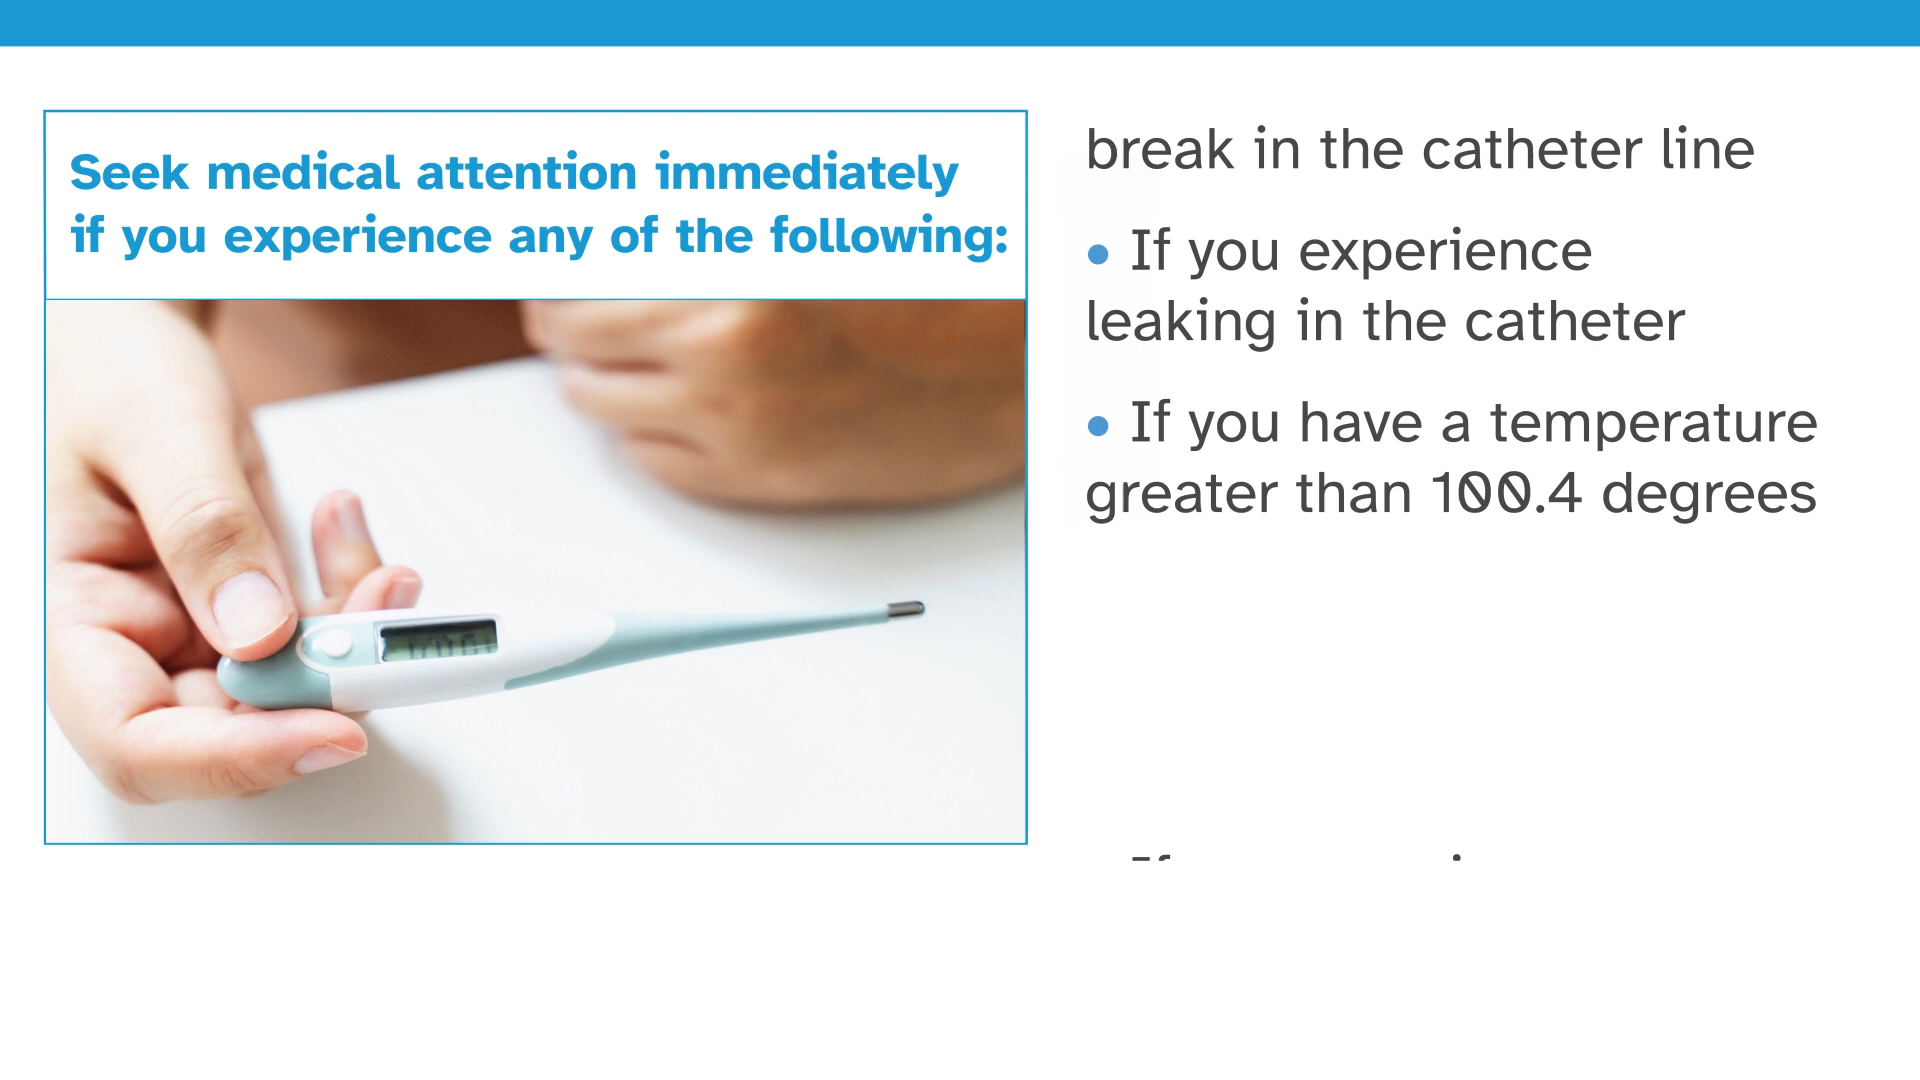 Seek medical attention immediately
if you experience any of the following:
break in the catheter line
• If you experience
leaking in the catheter
• If you have a temperature
greater than 100.4 degrees